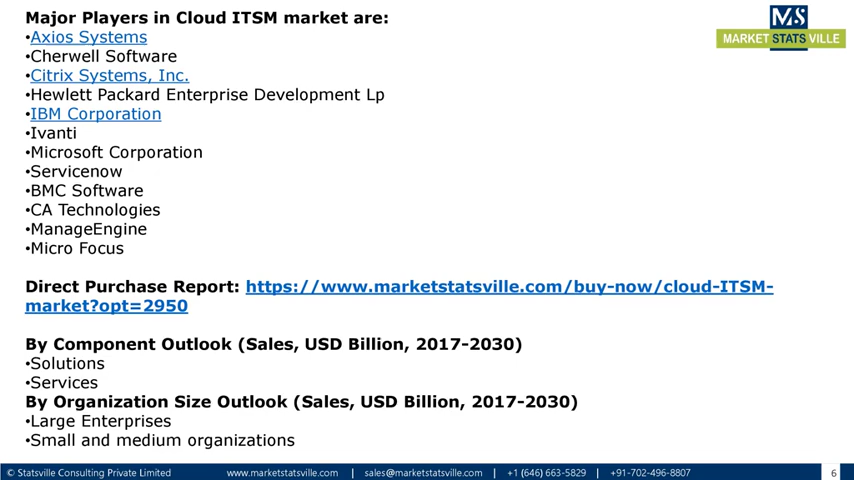 Major Players in Cloud ITSM market are:
•Axios Systems
•Cherwell Software
•Citrix Systems, Inc.
•Hewlett Packard Enterprise Development Lp
•IBM Corporation
•Ivanti
•Microsoft Corporation
•Servicenow
•BMC Software
•CA Technologies
•ManageEngine
•Micro Focus
Direct Purchase Report: https://www.marketstatsville.com/buy-now/cloud-ITSM-
market?opt=2950
By Component Outlook (Sales, USD Billion, 2017-2030)
•Solutions
•Services
By Organization Size Outlook (Sales, USD Billion, 2017-2030)
•Large Enterprises
•Small and medium organizations
MS
MARKET STATS VILLE
© Statsville Consulting Private Limited www.marketstatsville.com | sales@marketstatsville.com | +1 (646) 663-5829 | +91-702-496-8807 6